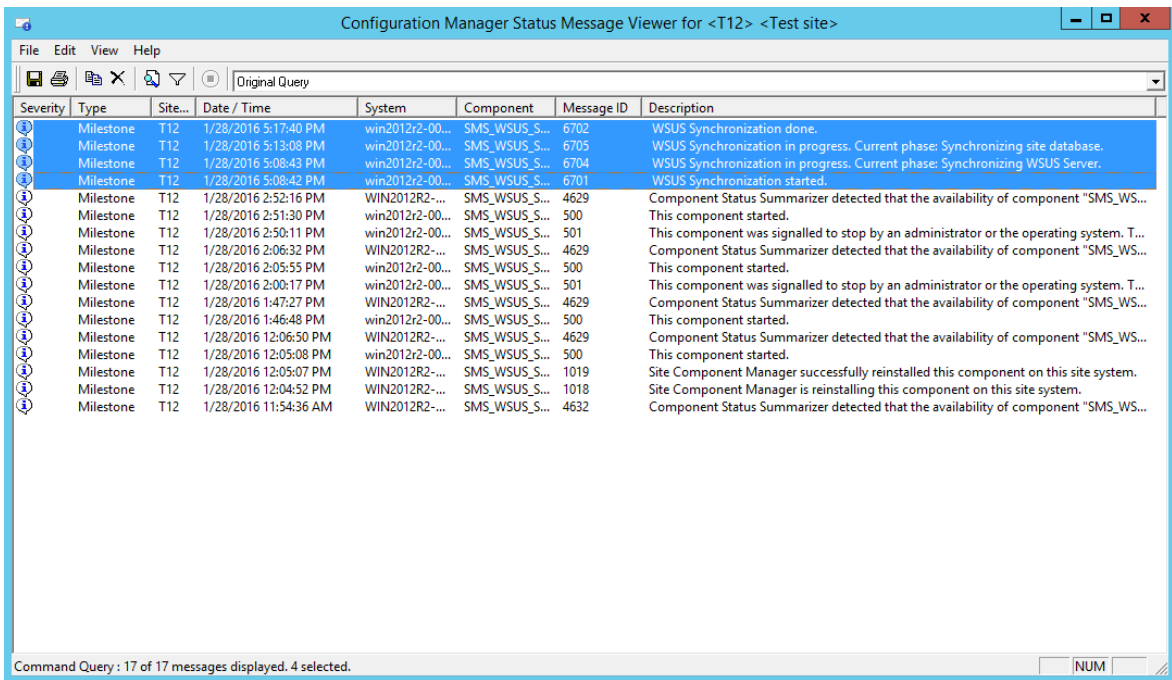 Configuration Manager Status Message Viewer for <T12> <Test site>
File Edit View Help
Original Query
Severity Type Site... Date / Time System Component Message ID Description
Milestone T12 1/28/2016 5:17:40 PM win2012r2-00... SMS_WSUS_S... 6702 WSUS Synchronization done.
Milestone T12 1/28/2016 5:13:08 PM win2012r2-00... SMS_WSUS_S... 6705 WSUS Synchronization in progress. Current phase: Synchronizing site database.
Milestone T12 1/28/2016 5:08:43 PM win2012r2-00... SMS_WSUS_S... 6704 WSUS Synchronization in progress. Current phase: Synchronizing WSUS Server.
Milestone T12 1/28/2016 5:08:42 PM win2012r2-00... SMS_WSUS_S... 6701 WSUS Synchronization started.
Milestone T12 1/28/2016 2:52:16 PM WIN2012R2-... SMS_WSUS_S... 4629 Component Status Summarizer detected that the availability of component "SMS_WS...
Milestone T12 1/28/2016 2:51:30 PM win2012r2-00... SMS_WSUS_S... 500 This component started.
Milestone T12 1/28/2016 2:50:11 PM win2012r2-00... SMS_WSUS_S... 501 This component was signalled to stop by an administrator or the operating system. T...
Milestone T12 1/28/2016 2:06:32 PM WIN2012R2-... SMS_WSUS_S... 4629 Component Status Summarizer detected that the availability of component "SMS_WS...
Milestone T12 1/28/2016 2:05:55 PM win2012r2-00... SMS_WSUS_S... 500 This component started.
Milestone T12 1/28/2016 2:00:17 PM win2012r2-00... SMS_WSUS_S... 501 This component was signalled to stop by an administrator or the operating system. T...
Milestone T12 1/28/2016 1:47:27 PM WIN2012R2-... SMS_WSUS_S... 4629 Component Status Summarizer detected that the availability of component "SMS_WS...
Milestone T12 1/28/2016 1:46:48 PM win2012r2-00... SMS_WSUS_S... 500 This component started.
Milestone T12 1/28/2016 12:06:50 PM WIN2012R2-... SMS_WSUS_S... 4629 Component Status Summarizer detected that the availability of component "SMS_WS...
Milestone T12 1/28/2016 12:05:08 PM win2012r2-00... SMS_WSUS_S... 500 This component started.
Milestone T12 1/28/2016 12:05:07 PM WIN2012R2-... SMS_WSUS_S... 1019 Site Component Manager successfully reinstalled this component on this site system.
Milestone T12 1/28/2016 12:04:52 PM WIN2012R2-... SMS_WSUS_S... 1018 Site Component Manager is reinstalling this component on this site system.
Milestone T12 1/28/2016 11:54:36 AM WIN2012R2-... SMS_WSUS_S... 4632 Component Status Summarizer detected that the availability of component "SMS_WS...
Command Query : 17 of 17 messages displayed. 4 selected. NUM